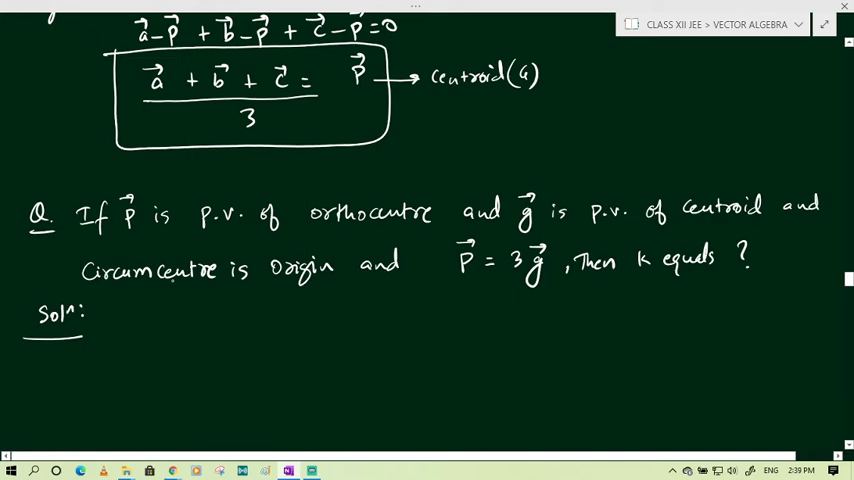 CLASS XII JEE > VECTOR ALGEBRA
a⃗ - p⃗ + b⃗ - p⃗ + c⃗ - p⃗ = 0
a⃗ + b⃗ + c⃗ = p⃗ → centroid(G)
3
Q. If p⃗ is p.v. of orthocentre and g⃗ is p.v. of centroid and
circumcentre is origin and p⃗ = 3g⃗, Then k equals ?
Solⁿ:
ENG 2:39 PM